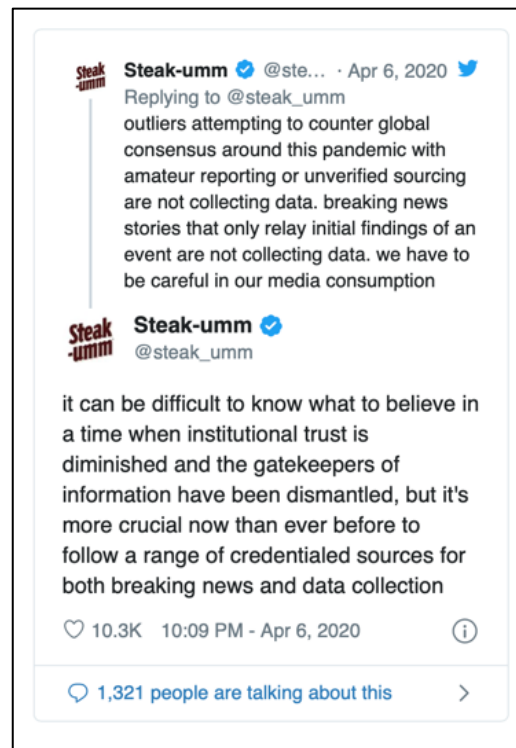 Steak-umm @ste... · Apr 6, 2020
Steak
-umm
Replying to @steak_umm
outliers attempting to counter global
consensus around this pandemic with
amateur reporting or unverified sourcing
are not collecting data. breaking news
stories that only relay initial findings of an
event are not collecting data. we have to
be careful in our media consumption
Steak
-umm
Steak-umm
@steak_umm
it can be difficult to know what to believe in
a time when institutional trust is
diminished and the gatekeepers of
information have been dismantled, but it's
more crucial now than ever before to
follow a range of credentialed sources for
both breaking news and data collection
10.3K 10:09 PM - Apr 6, 2020
1,321 people are talking about this